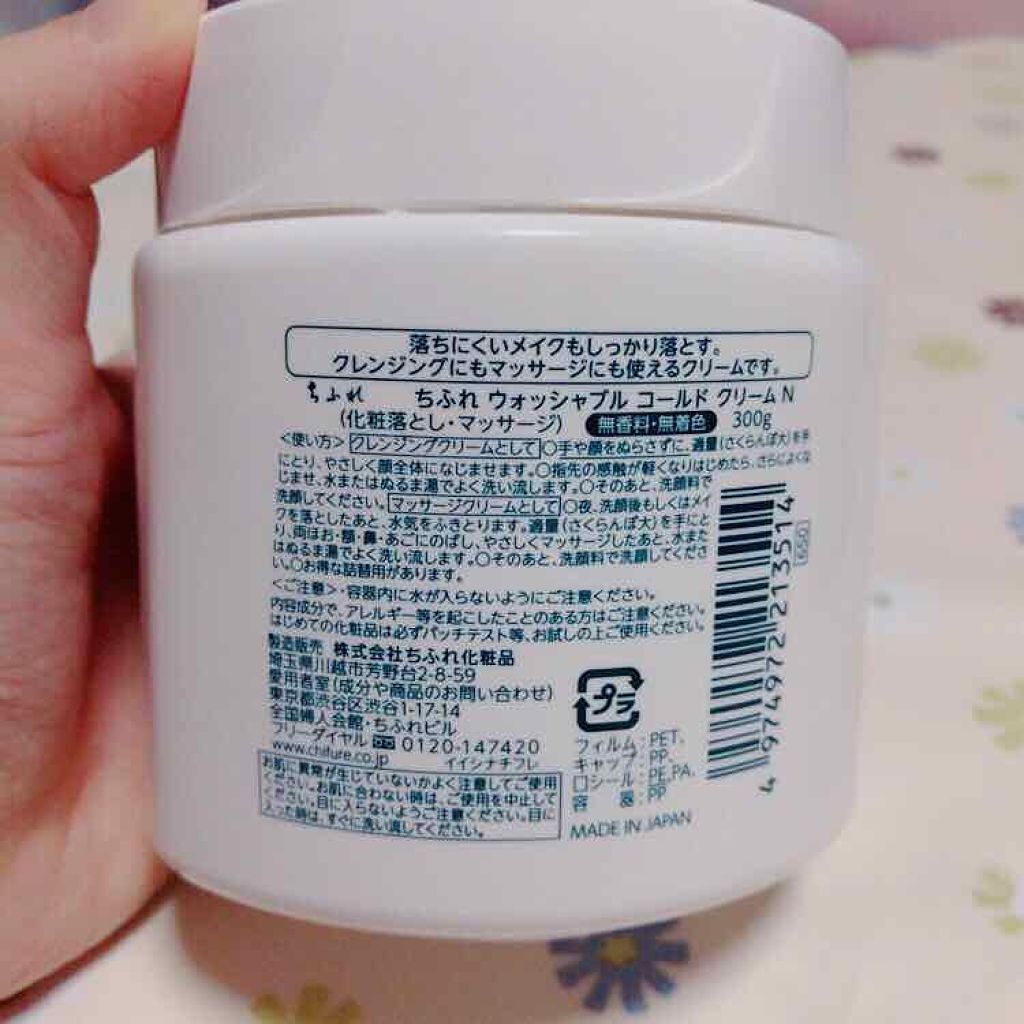 落ちにくいメイクもしっかり落とす。
クレンジングにもマッサージにも使えるクリームです。
ちふれ ちふれ ウォッシャブル コールド クリーム N
(化粧落とし・マッサージ) 無香料・無着色 300g
<使い方> クレンジングクリームとして ○手や顔をぬらさずに、適量(さくらんぼ大)を手
にとり、やさしく顔全体になじませます。○指先の感触が軽くなりはじめたら、さらによくな
じませ、水またはぬるま湯でよく洗い流します。○そのあと、洗顔料で
洗顔してください。 マッサージクリームとして ○夜、洗顔後もしくはメイ
クを落としたあと、水気をふきとります。適量(さくらんぼ大)を手にと
り、両ほお・額・鼻・あごにのばし、やさしくマッサージしたあと、水また
はぬるま湯でよく洗い流します。○そのあと、洗顔料で洗顔してくださ
い。○お得な詰替用があります。
<ご注意>・容器内に水が入らないようにご注意ください。
内容成分で、アレルギー等を起こしたことのある方はご注意ください。
はじめての化粧品は必ずパッチテスト等、お試しの上ご使用ください。
製造販売 株式会社ちふれ化粧品
埼玉県川越市芳野台2-8-59
愛用者室(成分や商品のお問い合わせ)
東京都渋谷区渋谷1-17-14
全国婦人会館・ちふれビル
フリーダイヤル 0120-147420
www.chifure.co.jp イイシナチフレ
お肌に異常が生じていないかよく注意してご使用
ください。お肌に合わない時は、ご使用を中止して
ください。目に入らないようご注意ください。目に
入った時は、すぐに洗い流してください。
プラ
フィルム:PET、
キャップ:PP、
口シール:PE,PA、
容 器:PP
MADE IN JAPAN
4 974972 213514
G50